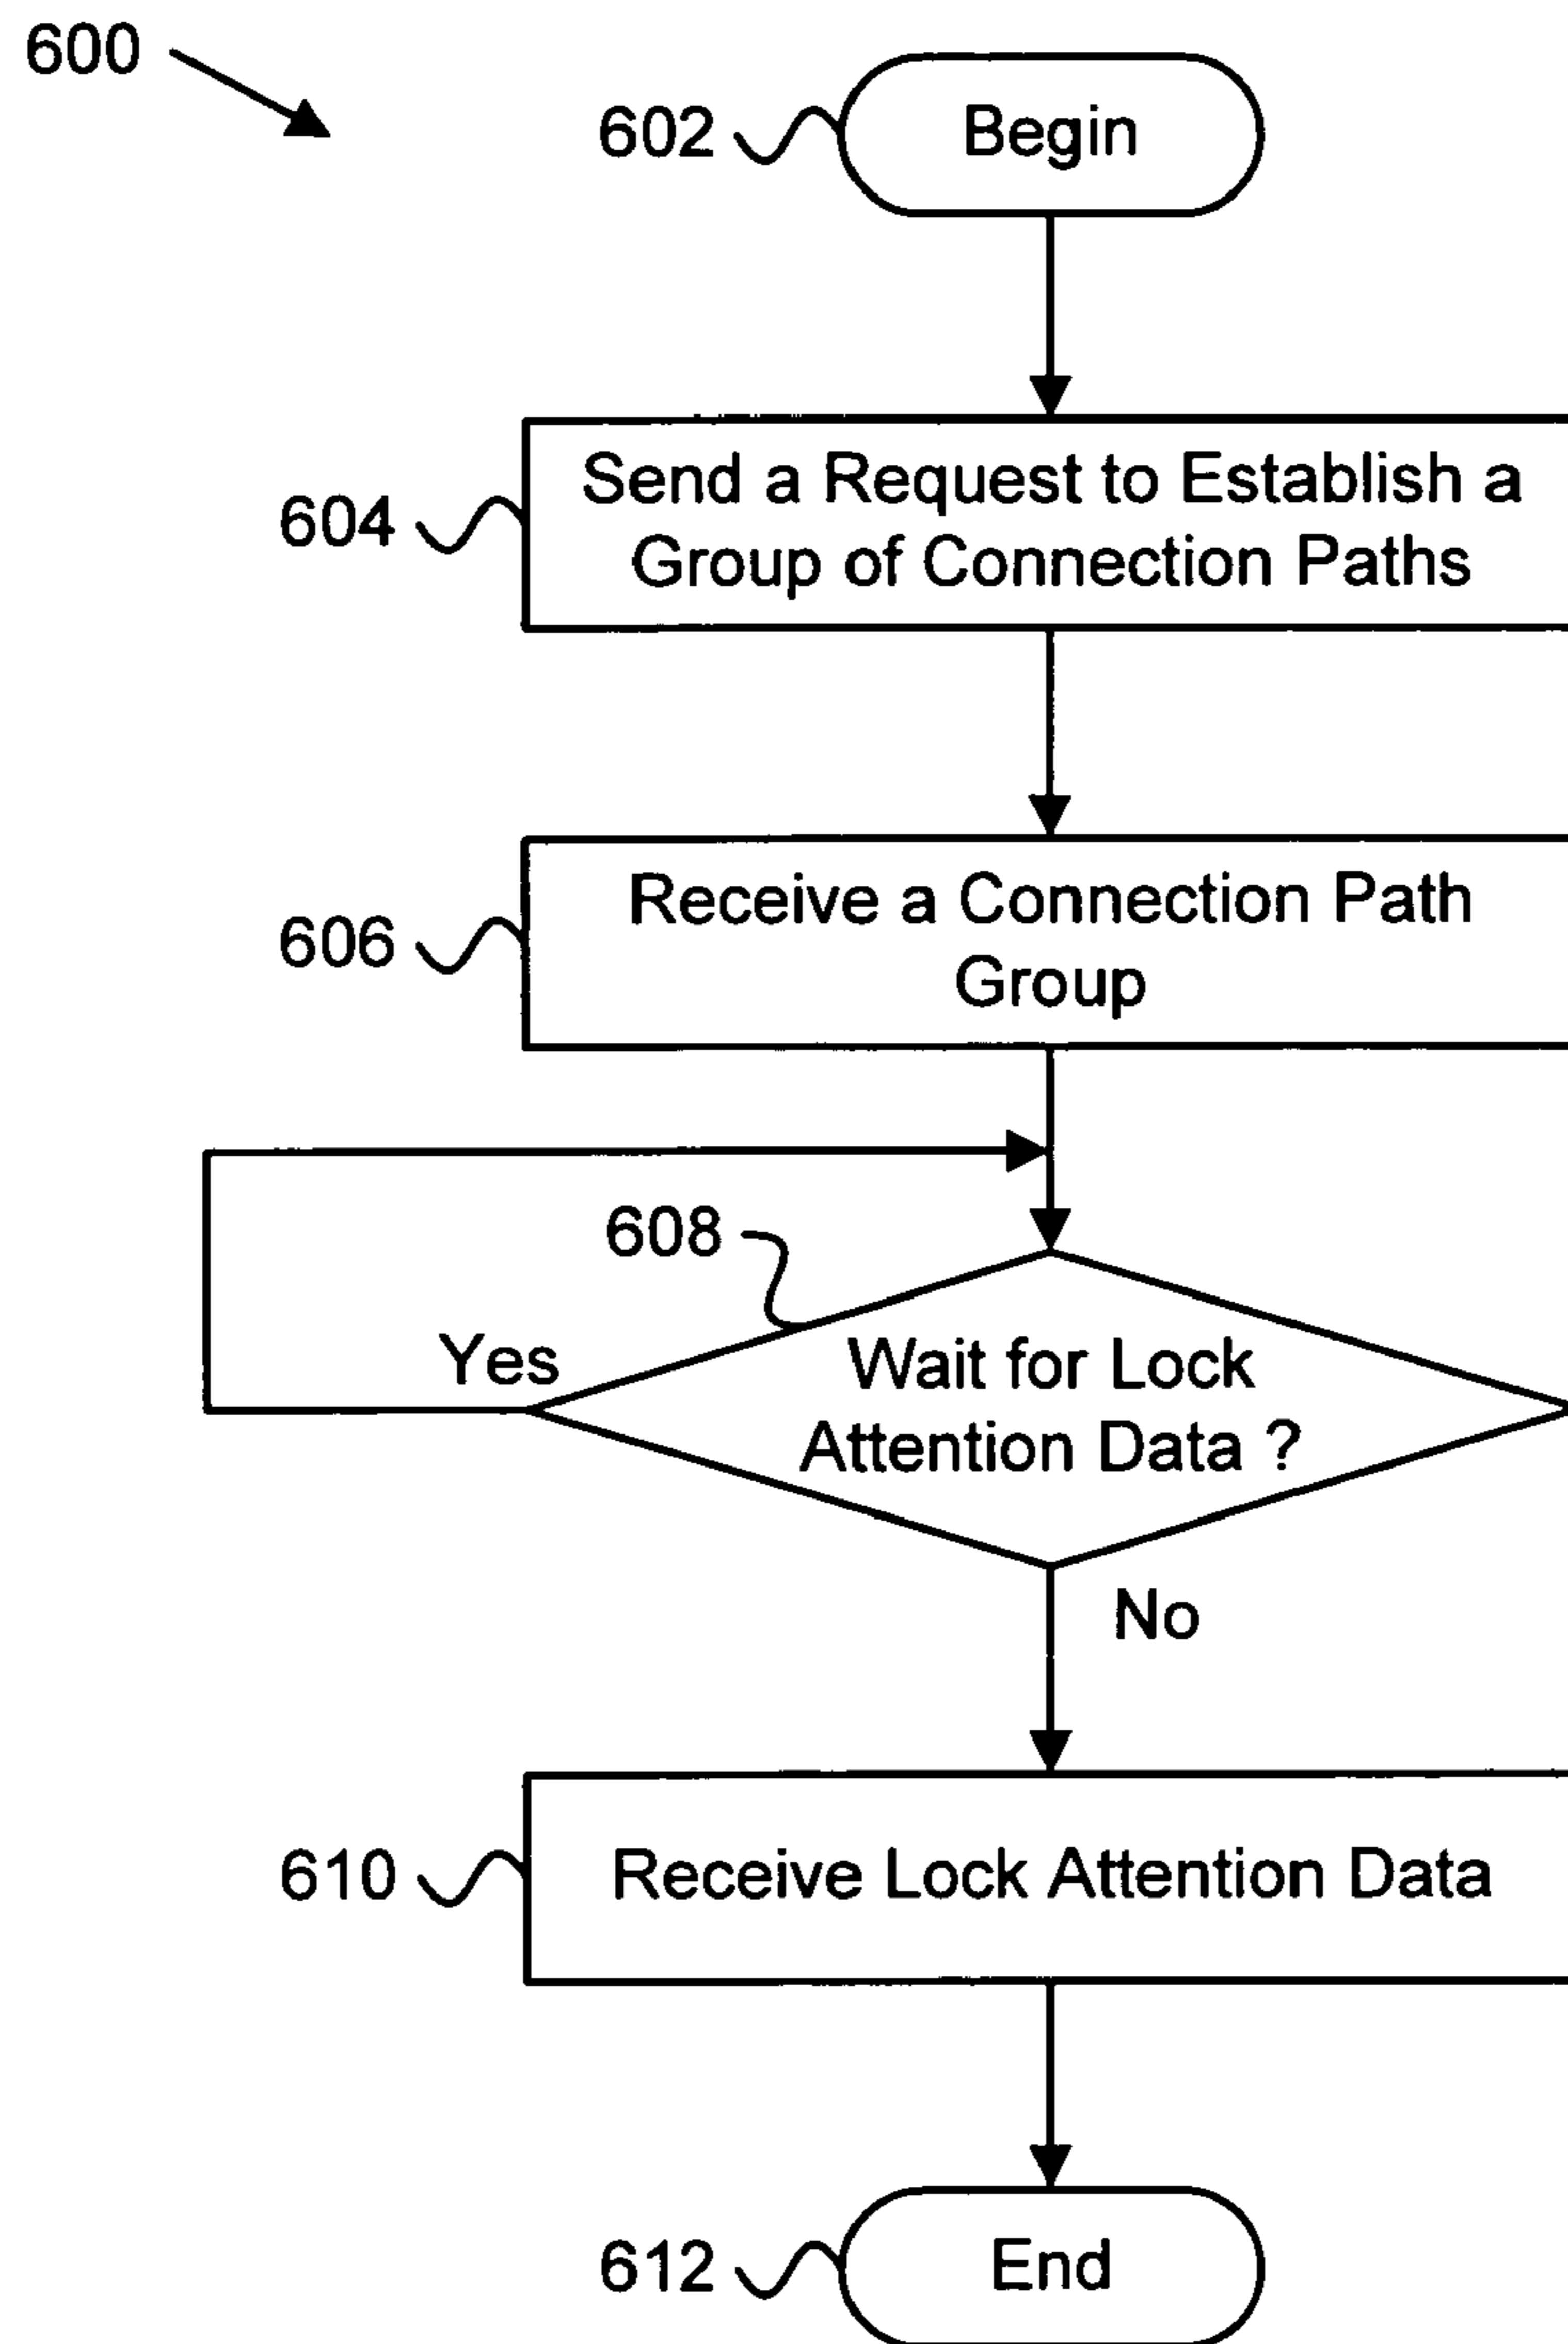 600
602
Begin
604
Send a Request to Establish a
Group of Connection Paths
606
Receive a Connection Path
Group
608
Yes
Wait for Lock
Attention Data ?
No
610
Receive Lock Attention Data
612
End